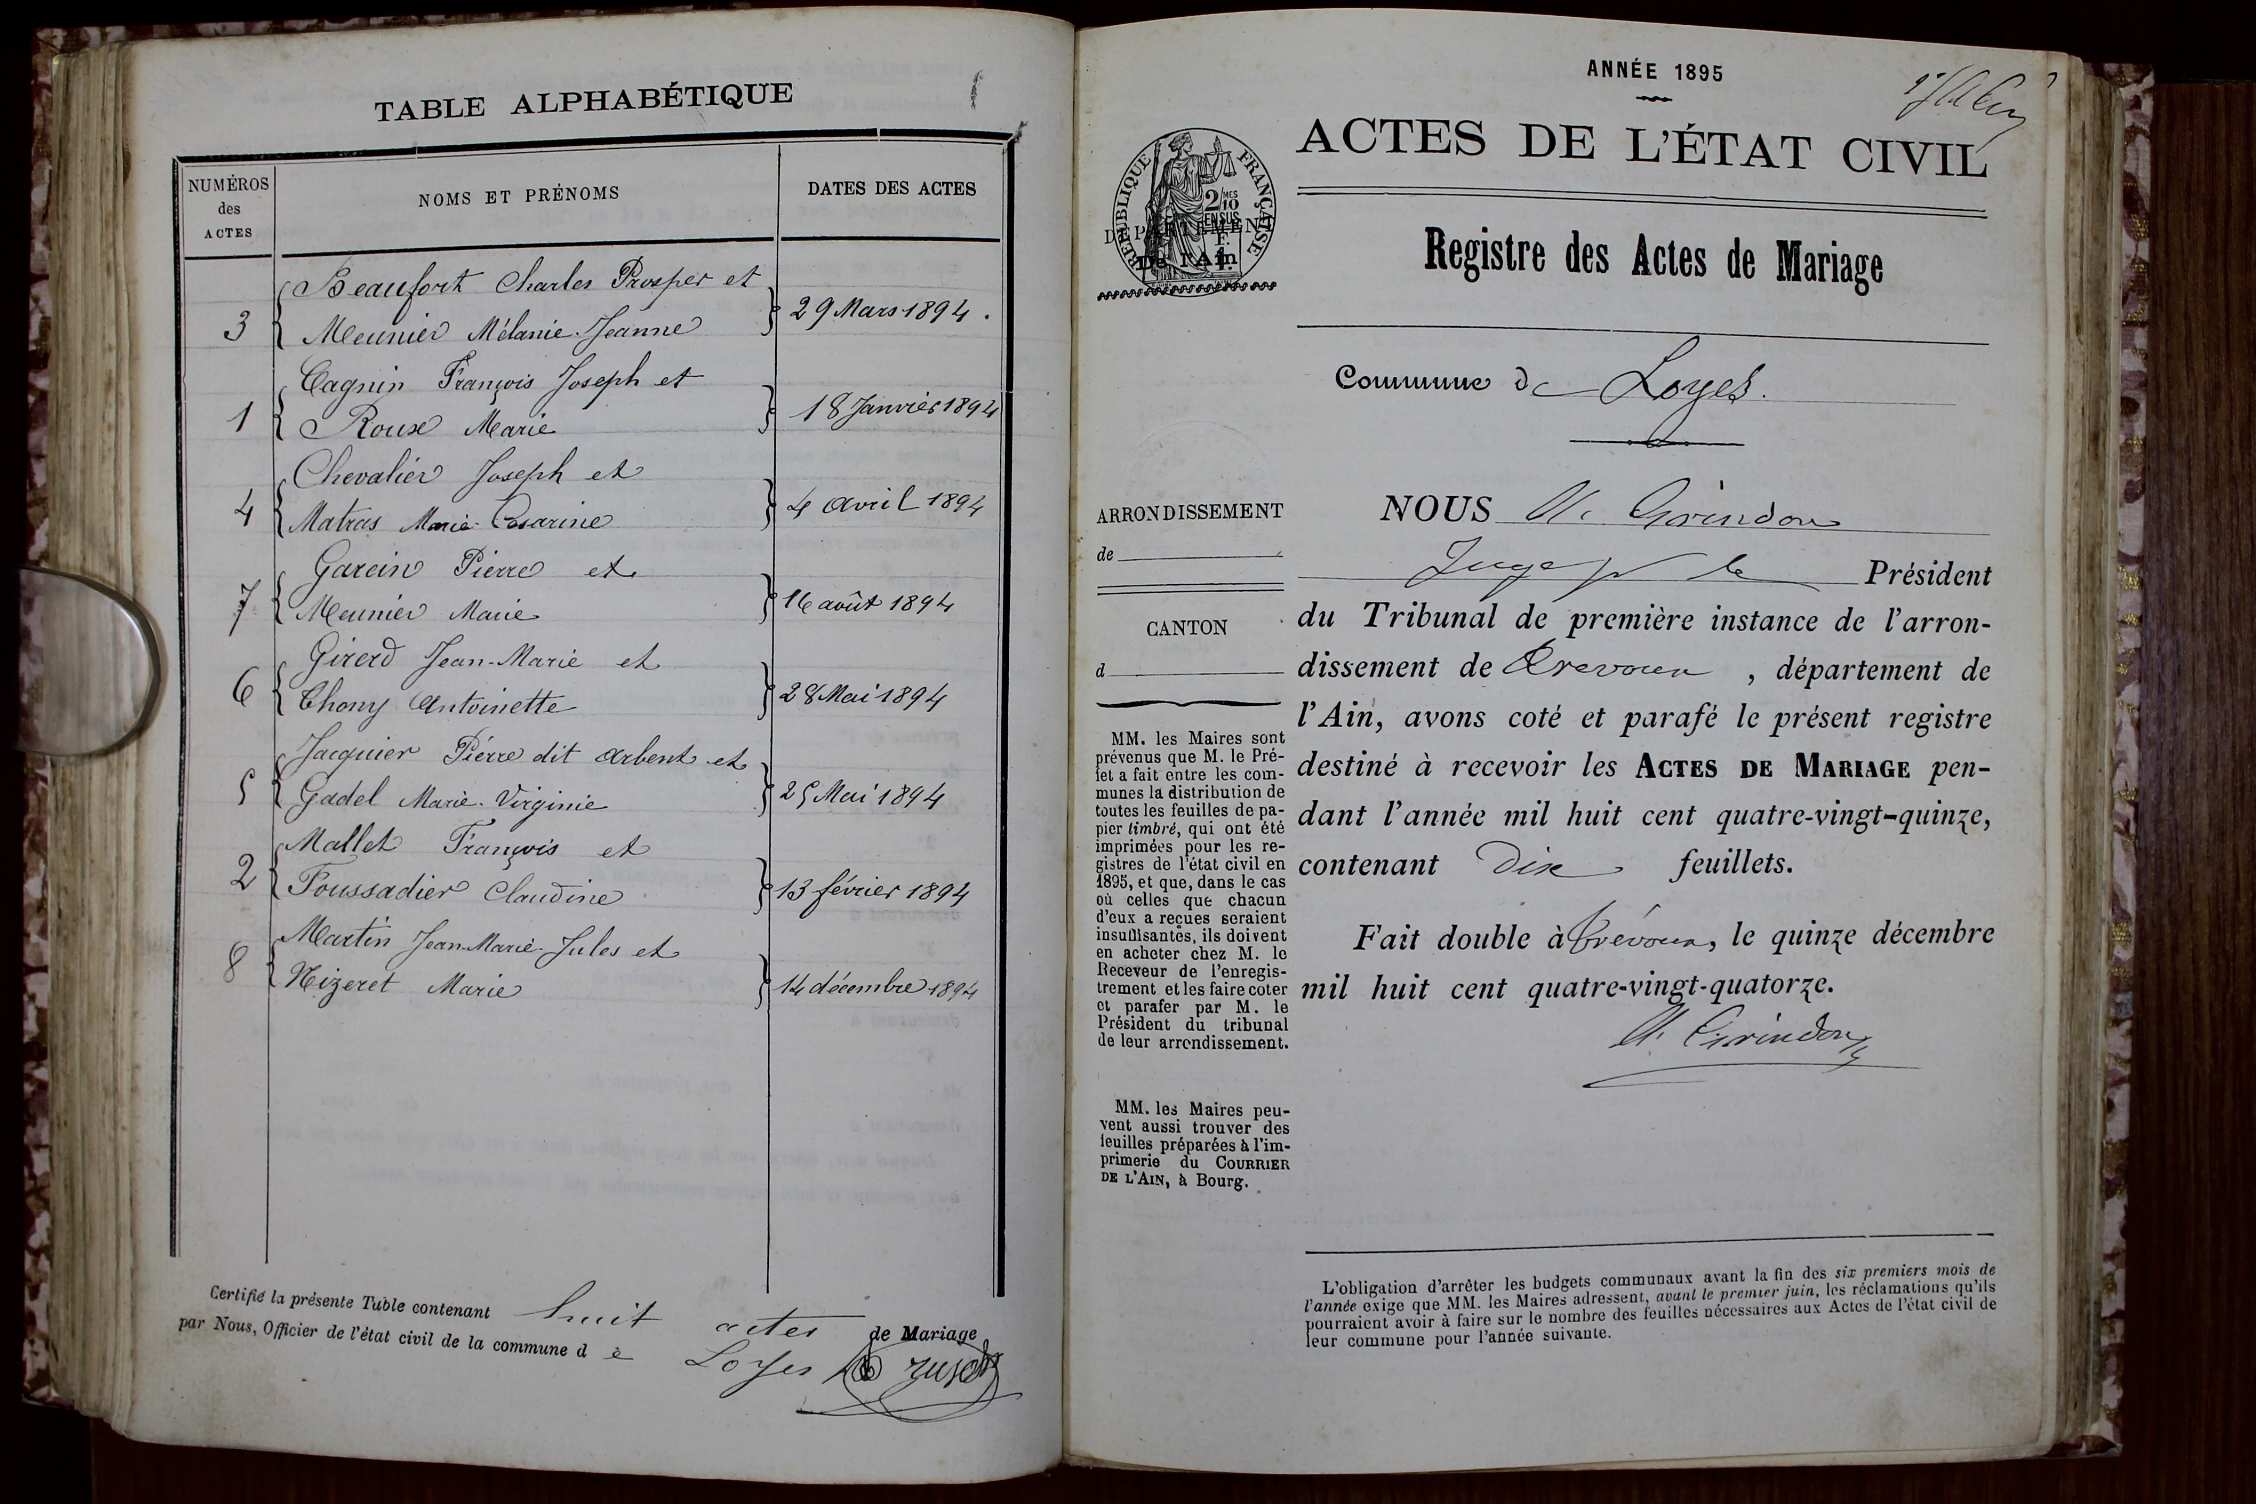 TABLE ALPHABÉTIQUE
NUMÉROS
des
ACTES
NOMS ET PRÉNOMS
DATES DES ACTES
Beaufort Charles Prosper et
3 Meunier Mélanie Jeanne 29 Mars 1894.
Cagnin François Joseph et
1 Roux Marie 18 Janvier 1894
Chevalier Joseph et
4 Matras Marie Césarine 4 avril 1894
Garcin Pierre et
7 Meunier Marie 16 août 1894
Girerd Jean-Marie et
6 Chony Antoinette 28 Mai 1894
Jacquier Pierre dit Arbent et
5 Gadel Marie-Virginie 25 Mai 1894
Mallet François et
2 Foussadier Claudine 13 février 1894
Martin Jean-Marie-Jules et
8 Nizeret Marie 14 décembre 1894
Certifié la présente Table contenant huit actes de Mariage
par Nous, Officier de l'état civil de la commune de Loyes
ANNÉE 1895
ACTES DE L'ÉTAT CIVIL
RÉPUBLIQUE FRANÇAISE
2/10
MES
EN SUS
DÉPARTEMENT
De l'Ain
Registre des Actes de Mariage
Commune de Loyes.
ARRONDISSEMENT
de
CANTON
d
MM. les Maires sont
prévenus que M. le Pré-
fet a fait entre les com-
munes la distribution de
toutes les feuilles de pa-
pier timbré, qui ont été
imprimées pour les re-
gistres de l'état civil en
1895, et que, dans le cas
où celles que chacun
d'eux a reçues seraient
insuffisantes, ils doivent
en acheter chez M. le
Receveur de l'enregis-
trement et les faire coter
et parafer par M. le
Président du tribunal
de leur arrondissement.
MM. les Maires peu-
vent aussi trouver des
feuilles préparées à l'im-
primerie du COURRIER
DE L'AIN, à Bourg.
NOUS M. Grindon
Juge pr le Président
du Tribunal de première instance de l'arron-
dissement de Trévoux, département de
l'Ain, avons coté et parafé le présent registre
destiné à recevoir les ACTES DE MARIAGE pen-
dant l'année mil huit cent quatre-vingt-quinze,
contenant Dix feuillets.
Fait double à Trévoux, le quinze décembre
mil huit cent quatre-vingt-quatorze.
M. Grindon
L'obligation d'arrêter les budgets communaux avant la fin des six premiers mois de
l'année exige que MM. les Maires adressent, avant le premier juin, les réclamations qu'ils
pourraient avoir à faire sur le nombre des feuilles nécessaires aux Actes de l'état civil de
leur commune pour l'année suivante.